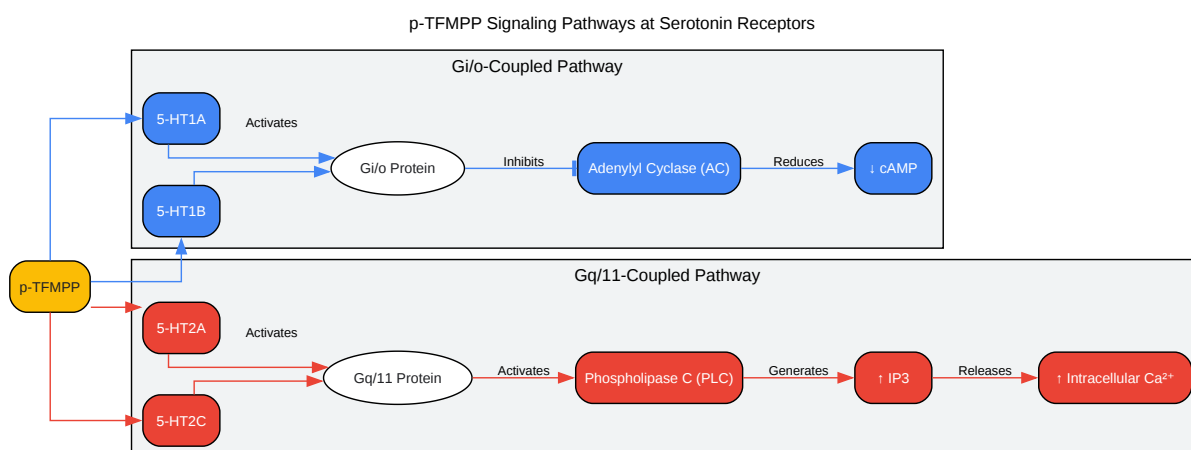 p-TFMPP Signaling Pathways at Serotonin Receptors
Gi/o-Coupled Pathway
5-HT1A
Activates
Gi/o Protein
Inhibits
Adenylyl Cyclase (AC)
Reduces
↓ cAMP
5-HT1B
p-TFMPP
Gq/11-Coupled Pathway
5-HT2A
Activates
Gq/11 Protein
Activates
Phospholipase C (PLC)
Generates
↑ IP3
Releases
↑ Intracellular Ca²⁺
5-HT2C